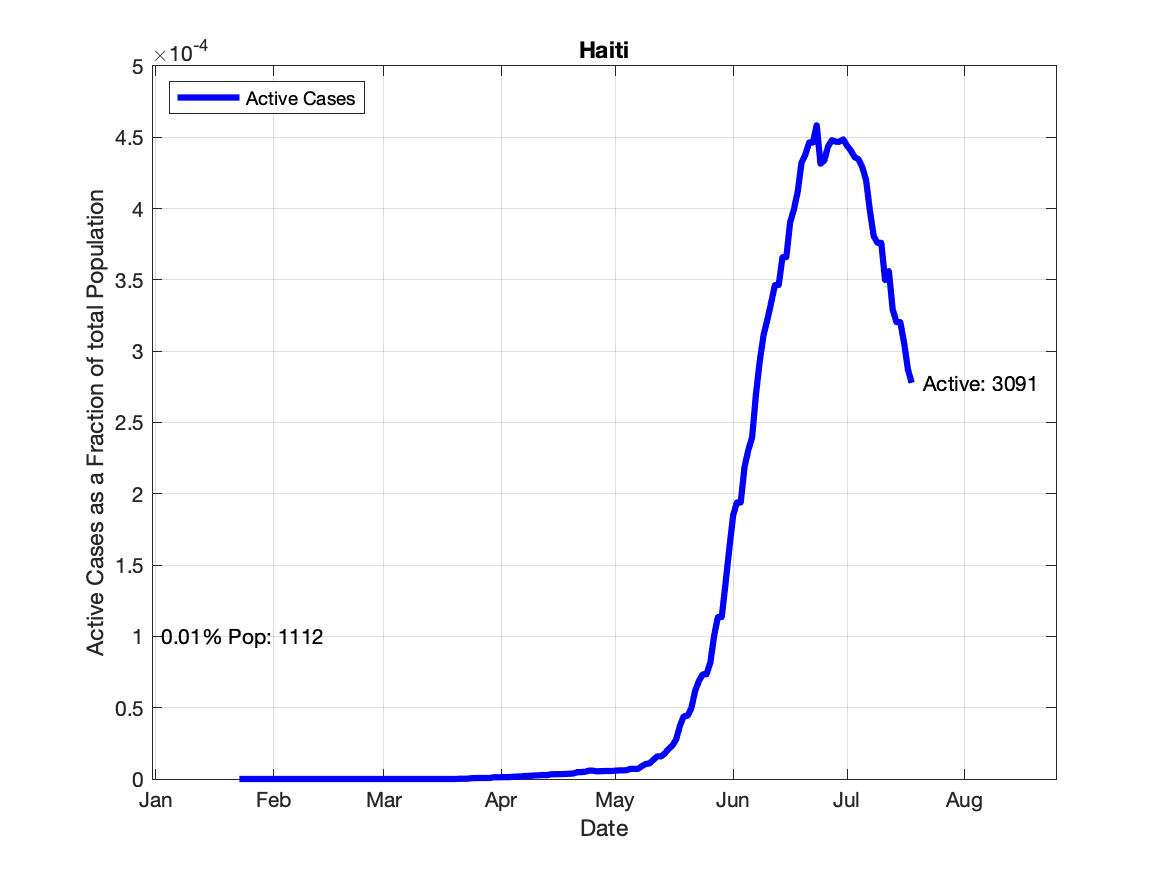 Haiti
×10⁻⁴
5
4.5
4
3.5
3
2.5
2
1.5
1
0.5
0
Active Cases
Active Cases as a Fraction of total Population
Active: 3091
0.01% Pop: 1112
Jan Feb Mar Apr May Jun Jul Aug
Date